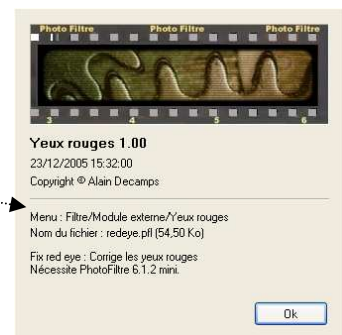 Photo Filtre Photo Filtre Photo Filtre
3 4 5 6
Yeux rouges 1.00
23/12/2005 15:32:00
Copyright © Alain Decamps
Menu : Filtre/Module externe/Yeux rouges
Nom du fichier : redeye.pfl (54,50 Ko)
Fix red eye : Corrige les yeux rouges
Nécessite PhotoFiltre 6.1.2 mini.
Ok